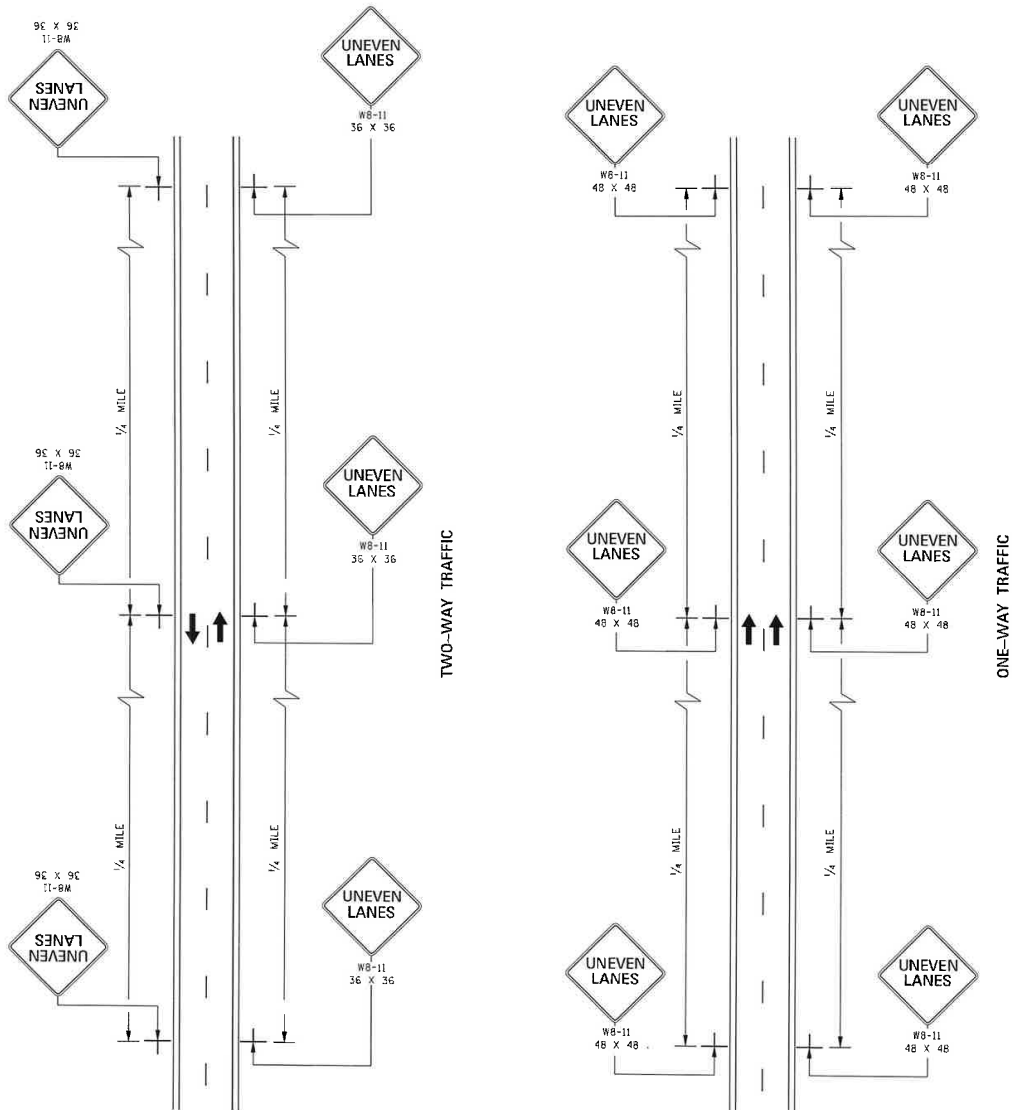 W8-11
36 X 36
UNEVEN
LANES
UNEVEN
LANES
W8-11
36 X 36
1/4 MILE
1/4 MILE
W8-11
36 X 36
UNEVEN
LANES
UNEVEN
LANES
W8-11
36 X 36
1/4 MILE
1/4 MILE
W8-11
36 X 36
UNEVEN
LANES
UNEVEN
LANES
W8-11
36 X 36
TWO-WAY TRAFFIC
UNEVEN
LANES
W8-11
48 X 48
UNEVEN
LANES
W8-11
48 X 48
1/4 MILE
1/4 MILE
UNEVEN
LANES
W8-11
48 X 48
UNEVEN
LANES
W8-11
48 X 48
1/4 MILE
1/4 MILE
UNEVEN
LANES
W8-11
48 X 48
UNEVEN
LANES
W8-11
48 X 48
ONE-WAY TRAFFIC